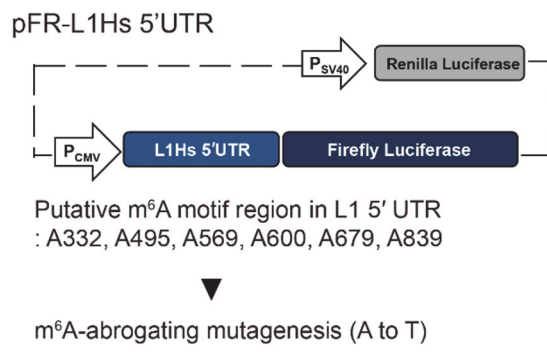 pFR-L1Hs 5'UTR
PSV40
Renilla Luciferase
PCMV
L1Hs 5'UTR
Firefly Luciferase
Putative m⁶A motif region in L1 5′ UTR
: A332, A495, A569, A600, A679, A839
m⁶A-abrogating mutagenesis (A to T)